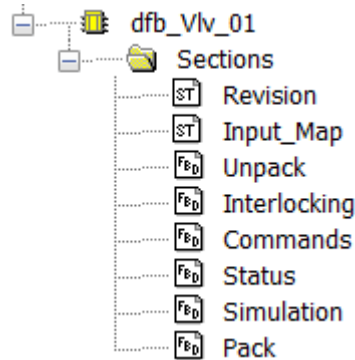 dfb_Vlv_01
Sections
ST Revision
ST Input_Map
FBD Unpack
FBD Interlocking
FBD Commands
FBD Status
FBD Simulation
FBD Pack